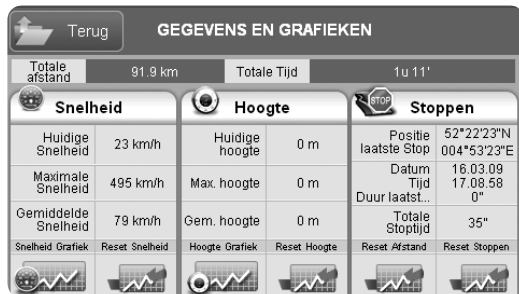 Terug
GEGEVENS EN GRAFIEKEN
Totale afstand
91.9 km
Totale Tijd
1u 11'
Snelheid
Huidige Snelheid
23 km/h
Maximale Snelheid
495 km/h
Gemiddelde Snelheid
79 km/h
Snelheid Grafiek
Reset Snelheid
Hoogte
Huidige hoogte
0 m
Max. hoogte
0 m
Gem. hoogte
0 m
Hoogte Grafiek
Reset Hoogte
STOP
Stoppen
Positie laatste Stop
52°22'23"N
004°53'23"E
Datum
16.03.09
Tijd
17.08.58
Duur laatst...
0"
Totale Stoptijd
35"
Reset Afstand
Reset Stoppen